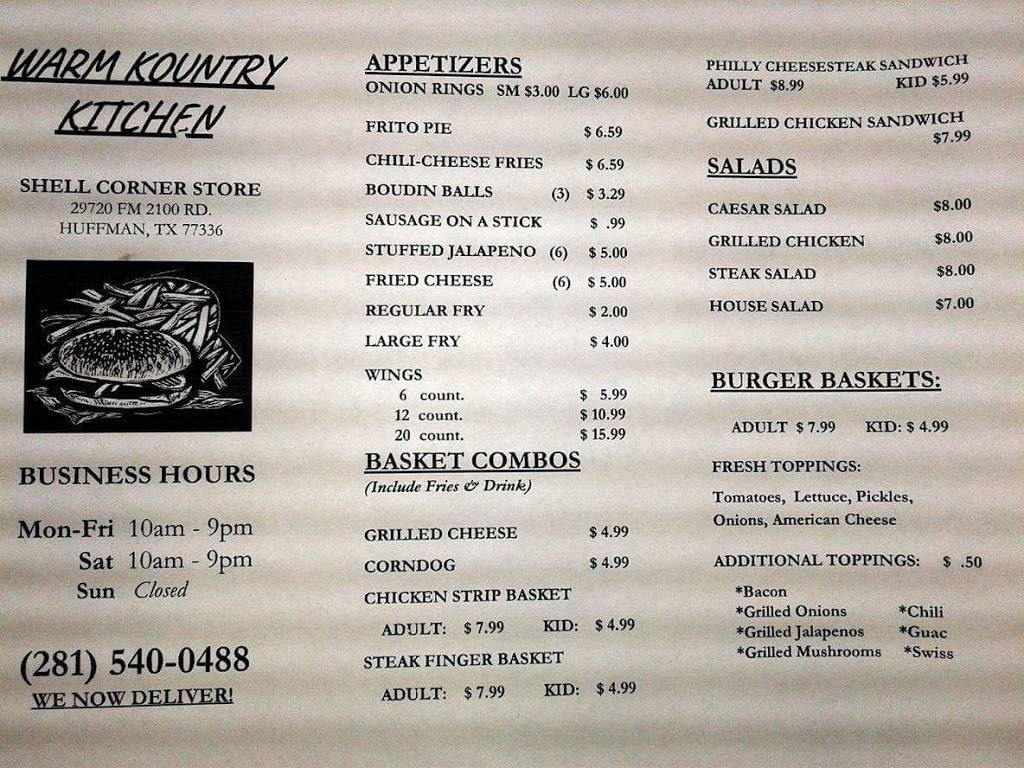 WARM KOUNTRY
KITCHEN
SHELL CORNER STORE
29720 FM 2100 RD.
HUFFMAN, TX 77336
BUSINESS HOURS
Mon-Fri 10am - 9pm
Sat 10am - 9pm
Sun Closed
(281) 540-0488
WE NOW DELIVER!
APPETIZERS
ONION RINGS SM $3.00 LG $6.00
FRITO PIE $ 6.59
CHILI-CHEESE FRIES $ 6.59
BOUDIN BALLS (3) $ 3.29
SAUSAGE ON A STICK $ .99
STUFFED JALAPENO (6) $ 5.00
FRIED CHEESE (6) $ 5.00
REGULAR FRY $ 2.00
LARGE FRY $ 4.00
WINGS
6 count. $ 5.99
12 count. $ 10.99
20 count. $ 15.99
BASKET COMBOS
(Include Fries & Drink)
GRILLED CHEESE $ 4.99
CORNDOG $ 4.99
CHICKEN STRIP BASKET
ADULT: $ 7.99 KID: $ 4.99
STEAK FINGER BASKET
ADULT: $ 7.99 KID: $ 4.99
PHILLY CHEESESTEAK SANDWICH
ADULT $8.99 KID $5.99
GRILLED CHICKEN SANDWICH
$7.99
SALADS
CAESAR SALAD $8.00
GRILLED CHICKEN $8.00
STEAK SALAD $8.00
HOUSE SALAD $7.00
BURGER BASKETS:
ADULT $ 7.99 KID: $ 4.99
FRESH TOPPINGS:
Tomatoes, Lettuce, Pickles,
Onions, American Cheese
ADDITIONAL TOPPINGS: $ .50
*Bacon
*Grilled Onions *Chili
*Grilled Jalapenos *Guac
*Grilled Mushrooms *Swiss